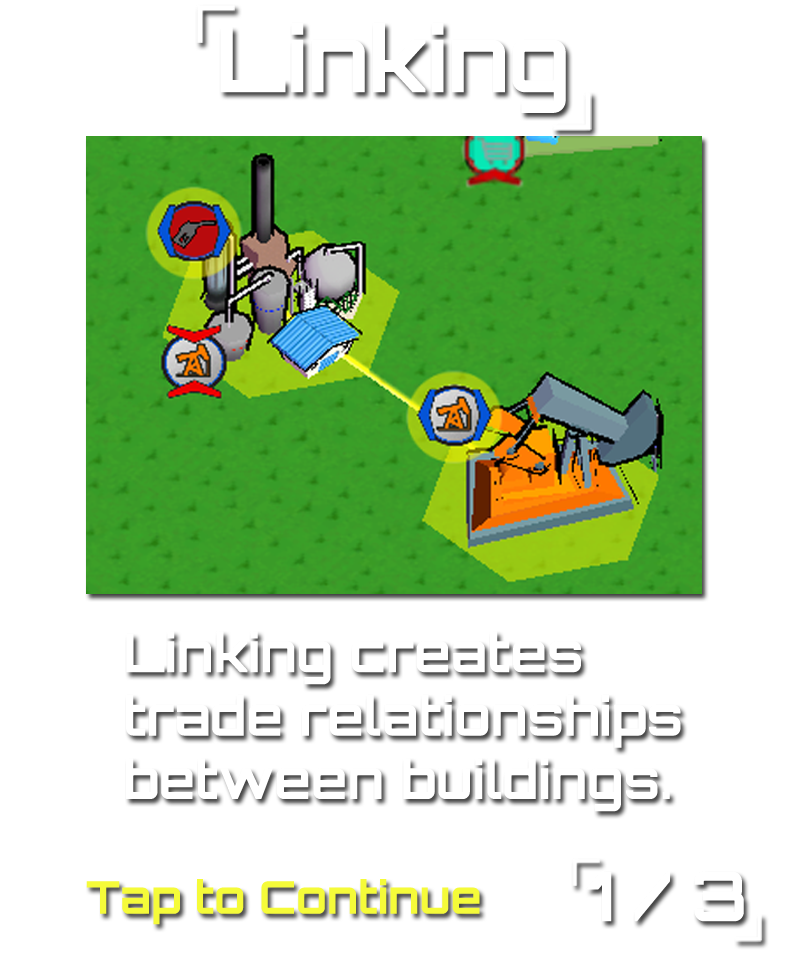 Linking
Linking creates
trade relationships
between buildings.
Tap to Continue
1 / 3